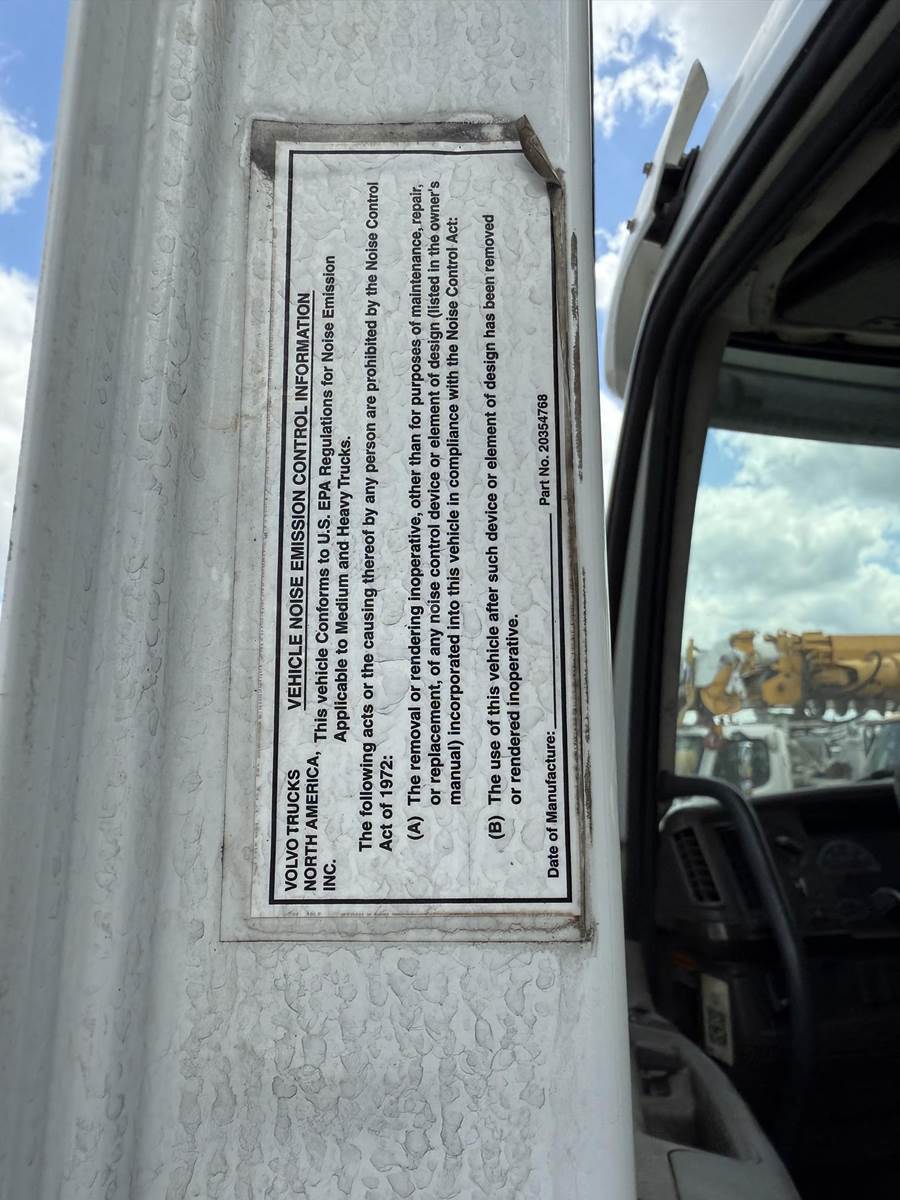 VOLVO TRUCKS
NORTH AMERICA,
INC.
VEHICLE NOISE EMISSION CONTROL INFORMATION
This vehicle Conforms to U.S. EPA Regulations for Noise Emission
Applicable to Medium and Heavy Trucks.
The following acts or the causing thereof by any person are prohibited by the Noise Control
Act of 1972:
(A) The removal or rendering inoperative, other than for purposes of maintenance, repair,
or replacement, of any noise control device or element of design (listed in the owner's
manual) incorporated into this vehicle in compliance with the Noise Control Act:
(B) The use of this vehicle after such device or element of design has been removed
or rendered inoperative.
Date of Manufacture: Part No. 20354768